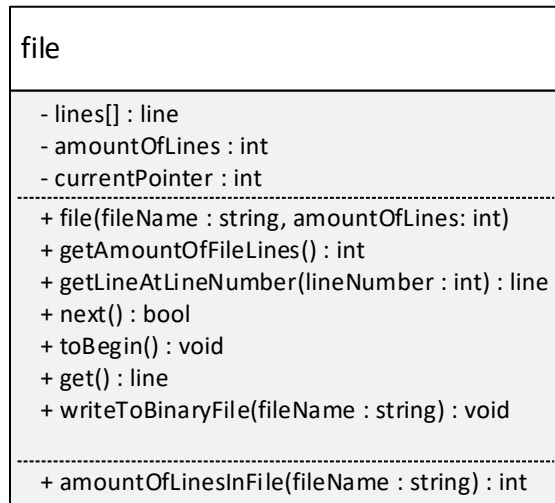 file
- lines[] : line
- amountOfLines : int
- currentPointer : int
+ file(fileName : string, amountOfLines: int)
+ getAmountOfFileLines() : int
+ getLineAtLineNumber(lineNumber : int) : line
+ next() : bool
+ toBegin() : void
+ get() : line
+ writeToBinaryFile(fileName : string) : void
+ amountOfLinesInFile(fileName : string) : int